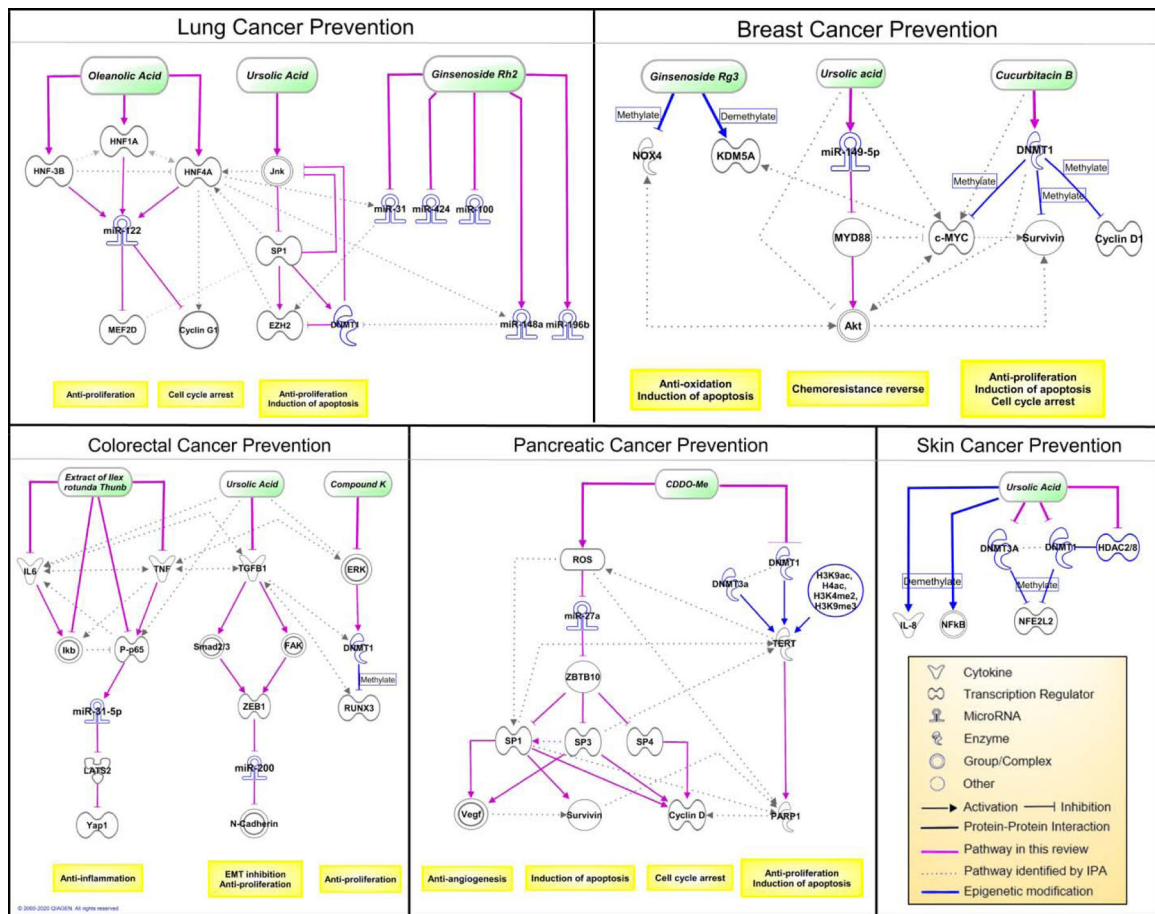 Lung Cancer Prevention
Oleanolic Acid
Ursolic Acid
Ginsenoside Rh2
HNF1A
HNF-3B
HNF4A
Jnk
miR-31
miR-424
miR-100
miR-122
SP1
MEF2D
Cyclin G1
EZH2
DNMT1
miR-148a
miR-196b
Anti-proliferation
Cell cycle arrest
Anti-proliferation
Induction of apoptosis
Breast Cancer Prevention
Ginsenoside Rg3
Ursolic acid
Cucurbitacin B
Methylate
Demethylate
NOX4
KDM5A
miR-149-5p
DNMT1
Methylate
Methylate
Methylate
MYD88
c-MYC
Survivin
Cyclin D1
Akt
Anti-oxidation
Induction of apoptosis
Chemoresistance reverse
Anti-proliferation
Induction of apoptosis
Cell cycle arrest
Colorectal Cancer Prevention
Extract of Ilex
rotunda Thunb
Ursolic Acid
Compound K
IL6
TNF
TGFB1
ERK
Ikb
P-p65
Smad2/3
FAK
DNMT1
Methylate
miR-31-5p
ZEB1
RUNX3
LATS2
miR-200
Yap1
N-Cadherin
Anti-inflammation
EMT inhibition
Anti-proliferation
Anti-proliferation
© 2000-2020 QIAGEN. All rights reserved.
Pancreatic Cancer Prevention
CDDO-Me
ROS
DNMT1
DNMT3a
H3K9ac,
H4ac,
H3K4me2,
H3K9me3
miR-27a
TERT
ZBTB10
SP1
SP3
SP4
Vegf
Survivin
Cyclin D
PARP1
Anti-angiogenesis
Induction of apoptosis
Cell cycle arrest
Anti-proliferation
Induction of apoptosis
Skin Cancer Prevention
Ursolic Acid
DNMT3A
DNMT1
HDAC2/8
Demethylate
Methylate
IL-8
NFkB
NFE2L2
Cytokine
Transcription Regulator
MicroRNA
Enzyme
Group/Complex
Other
Activation
Inhibition
Protein-Protein Interaction
Pathway in this review
Pathway identified by IPA
Epigenetic modification